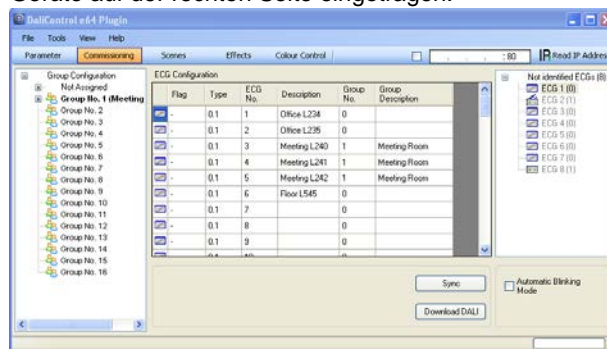 Geräte auf der rechten Seite eingetragen.
DaliControl e64 Plugin
File Tools View Help
Parameter Commissioning Scenes Effects Colour Control . . . :80 Read IP Addres
Group Configuration
Not Assigned
Group No. 1 (Meeting
Group No. 2
Group No. 3
Group No. 4
Group No. 5
Group No. 6
Group No. 7
Group No. 8
Group No. 9
Group No. 10
Group No. 11
Group No. 12
Group No. 13
Group No. 14
Group No. 15
Group No. 16
ECG Configuration
Flag Type ECG No. Description Group No. Group Description
- 0.1 1 Office L234 0
- 0.1 2 Office L235 0
- 0.1 3 Meeting L240 1 Meeting Room
- 0.1 4 Meeting L241 1 Meeting Room
- 0.1 5 Meeting L242 1 Meeting Room
- 0.1 6 Floor L545 0
- 0.1 7 0
- 0.1 8 0
- 0.1 9 0
Sync
Download DALI
Not identified ECGs (8)
ECG 1 (0)
ECG 2 (1)
ECG 3 (0)
ECG 4 (0)
ECG 5 (0)
ECG 6 (0)
ECG 7 (0)
ECG 8 (1)
Automatic Blinking
Mode